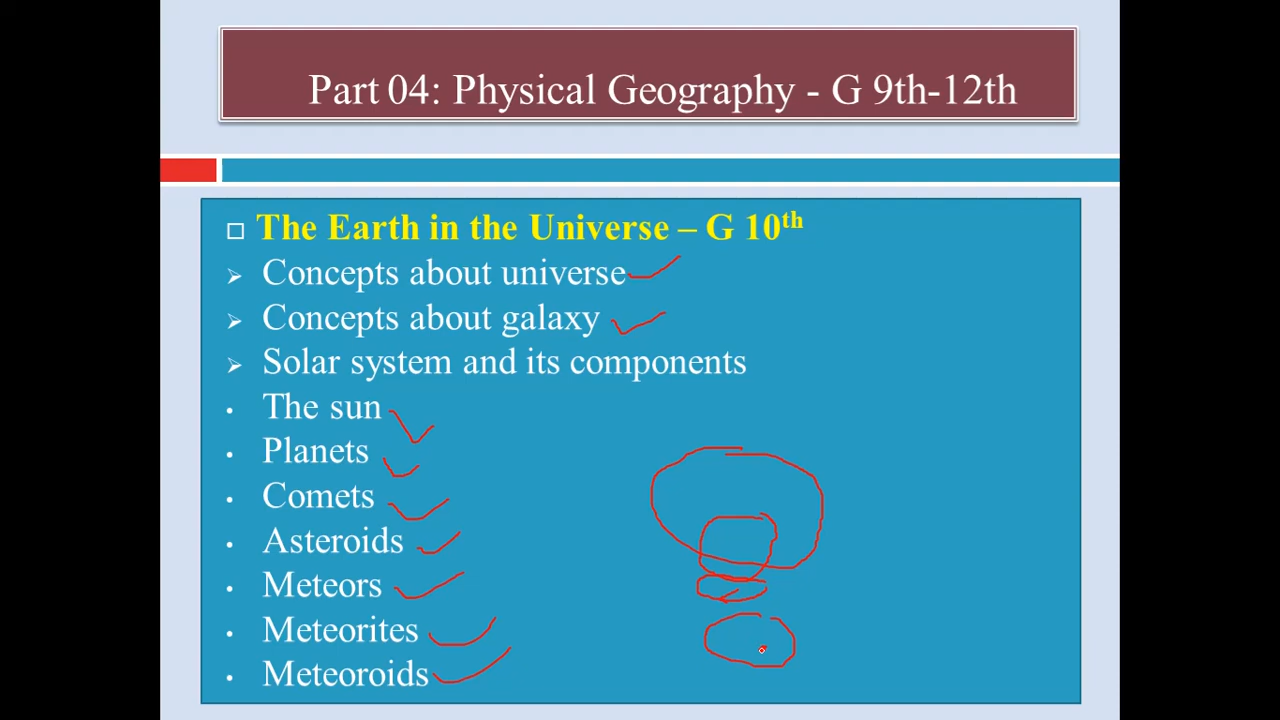 Part 04: Physical Geography - G 9th-12th
The Earth in the Universe – G 10th
Concepts about universe
Concepts about galaxy
Solar system and its components
The sun
Planets
Comets
Asteroids
Meteors
Meteorites
Meteoroids